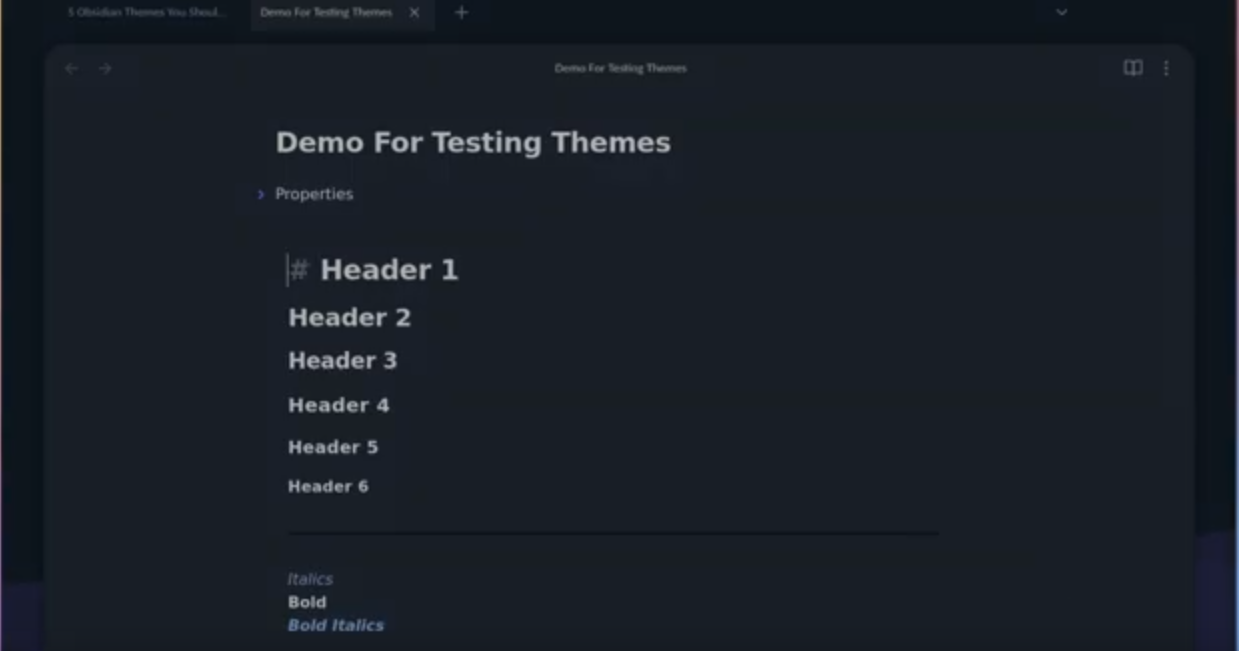 5 Obsidian Themes You Shoul...
Demo For Testing Themes
Demo For Testing Themes
Demo For Testing Themes
Properties
# Header 1
Header 2
Header 3
Header 4
Header 5
Header 6
Italics
Bold
Bold Italics